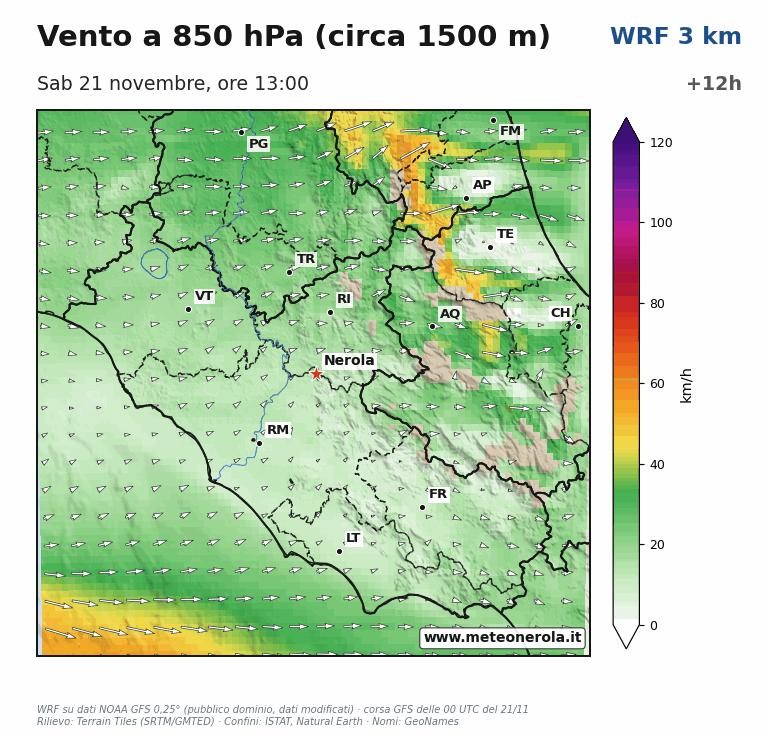 Vento a 850 hPa (circa 1500 m)
WRF 3 km
Sab 21 novembre, ore 13:00
+12h
FM
PG
AP
TE
TR
VT
RI
AQ
CH
Nerola
RM
FR
LT
www.meteonerola.it
120
100
80
60
40
20
0
km/h
WRF su dati NOAA GFS 0,25° (pubblico dominio, dati modificati) · corsa GFS delle 00 UTC del 21/11
Rilievo: Terrain Tiles (SRTM/GMTED) · Confini: ISTAT, Natural Earth · Nomi: GeoNames